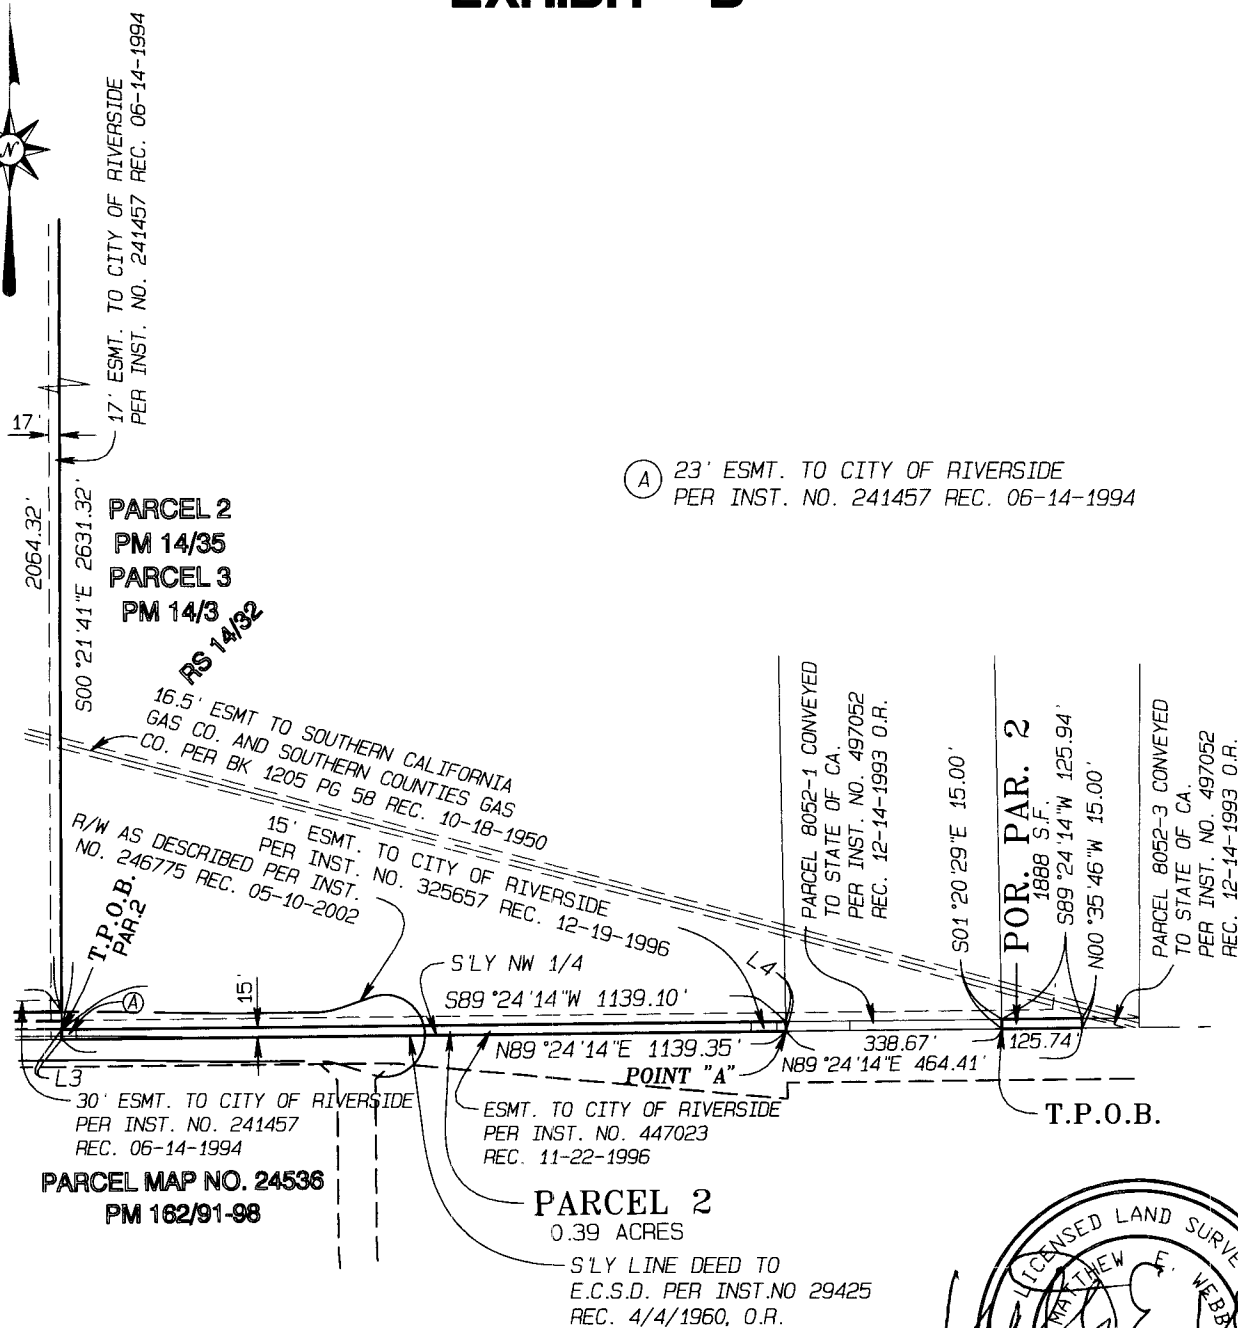 17' ESMT. TO CITY OF RIVERSIDE
PER INST. NO. 241457 REC. 06-14-1994
N
17'
2064.32'
S00°21'41"E 2631.32'
PARCEL 2
PM 14/35
PARCEL 3
PM 14/3
RS 14/32
A 23' ESMT. TO CITY OF RIVERSIDE
PER INST. NO. 241457 REC. 06-14-1994
16.5' ESMT TO SOUTHERN CALIFORNIA
GAS CO. AND SOUTHERN COUNTIES GAS
CO. PER BK 1205 PG 58 REC. 10-18-1950
15' ESMT. TO CITY OF RIVERSIDE
PER INST. NO. 325657 REC. 12-19-1996
R/W AS DESCRIBED PER INST.
NO. 246775 REC. 05-10-2002
T.P.O.B.
PAR.2
A
15'
S'LY NW 1/4
S89°24'14"W 1139.10'
N89°24'14"E 1139.35'
POINT "A"
L4
PARCEL 8052-1 CONVEYED
TO STATE OF CA.
PER INST. NO. 497052
REC. 12-14-1993 O.R.
S01°20'29"E 15.00'
POR. PAR. 2
1888 S.F.
S89°24'14"W 125.94'
N00°35'46"W 15.00'
PARCEL 8052-3 CONVEYED
TO STATE OF CA.
PER INST. NO. 497052
REC. 12-14-1993 O.R.
338.67'
125.74'
N89°24'14"E 464.41'
T.P.O.B.
L3
30' ESMT. TO CITY OF RIVERSIDE
PER INST. NO. 241457
REC. 06-14-1994
PARCEL MAP NO. 24536
PM 162/91-98
ESMT. TO CITY OF RIVERSIDE
PER INST. NO. 447023
REC. 11-22-1996
PARCEL 2
0.39 ACRES
S'LY LINE DEED TO
E.C.S.D. PER INST.NO 29425
REC. 4/4/1960, O.R.
LICENSED LAND SURVE
MATTHEW E. WEBB